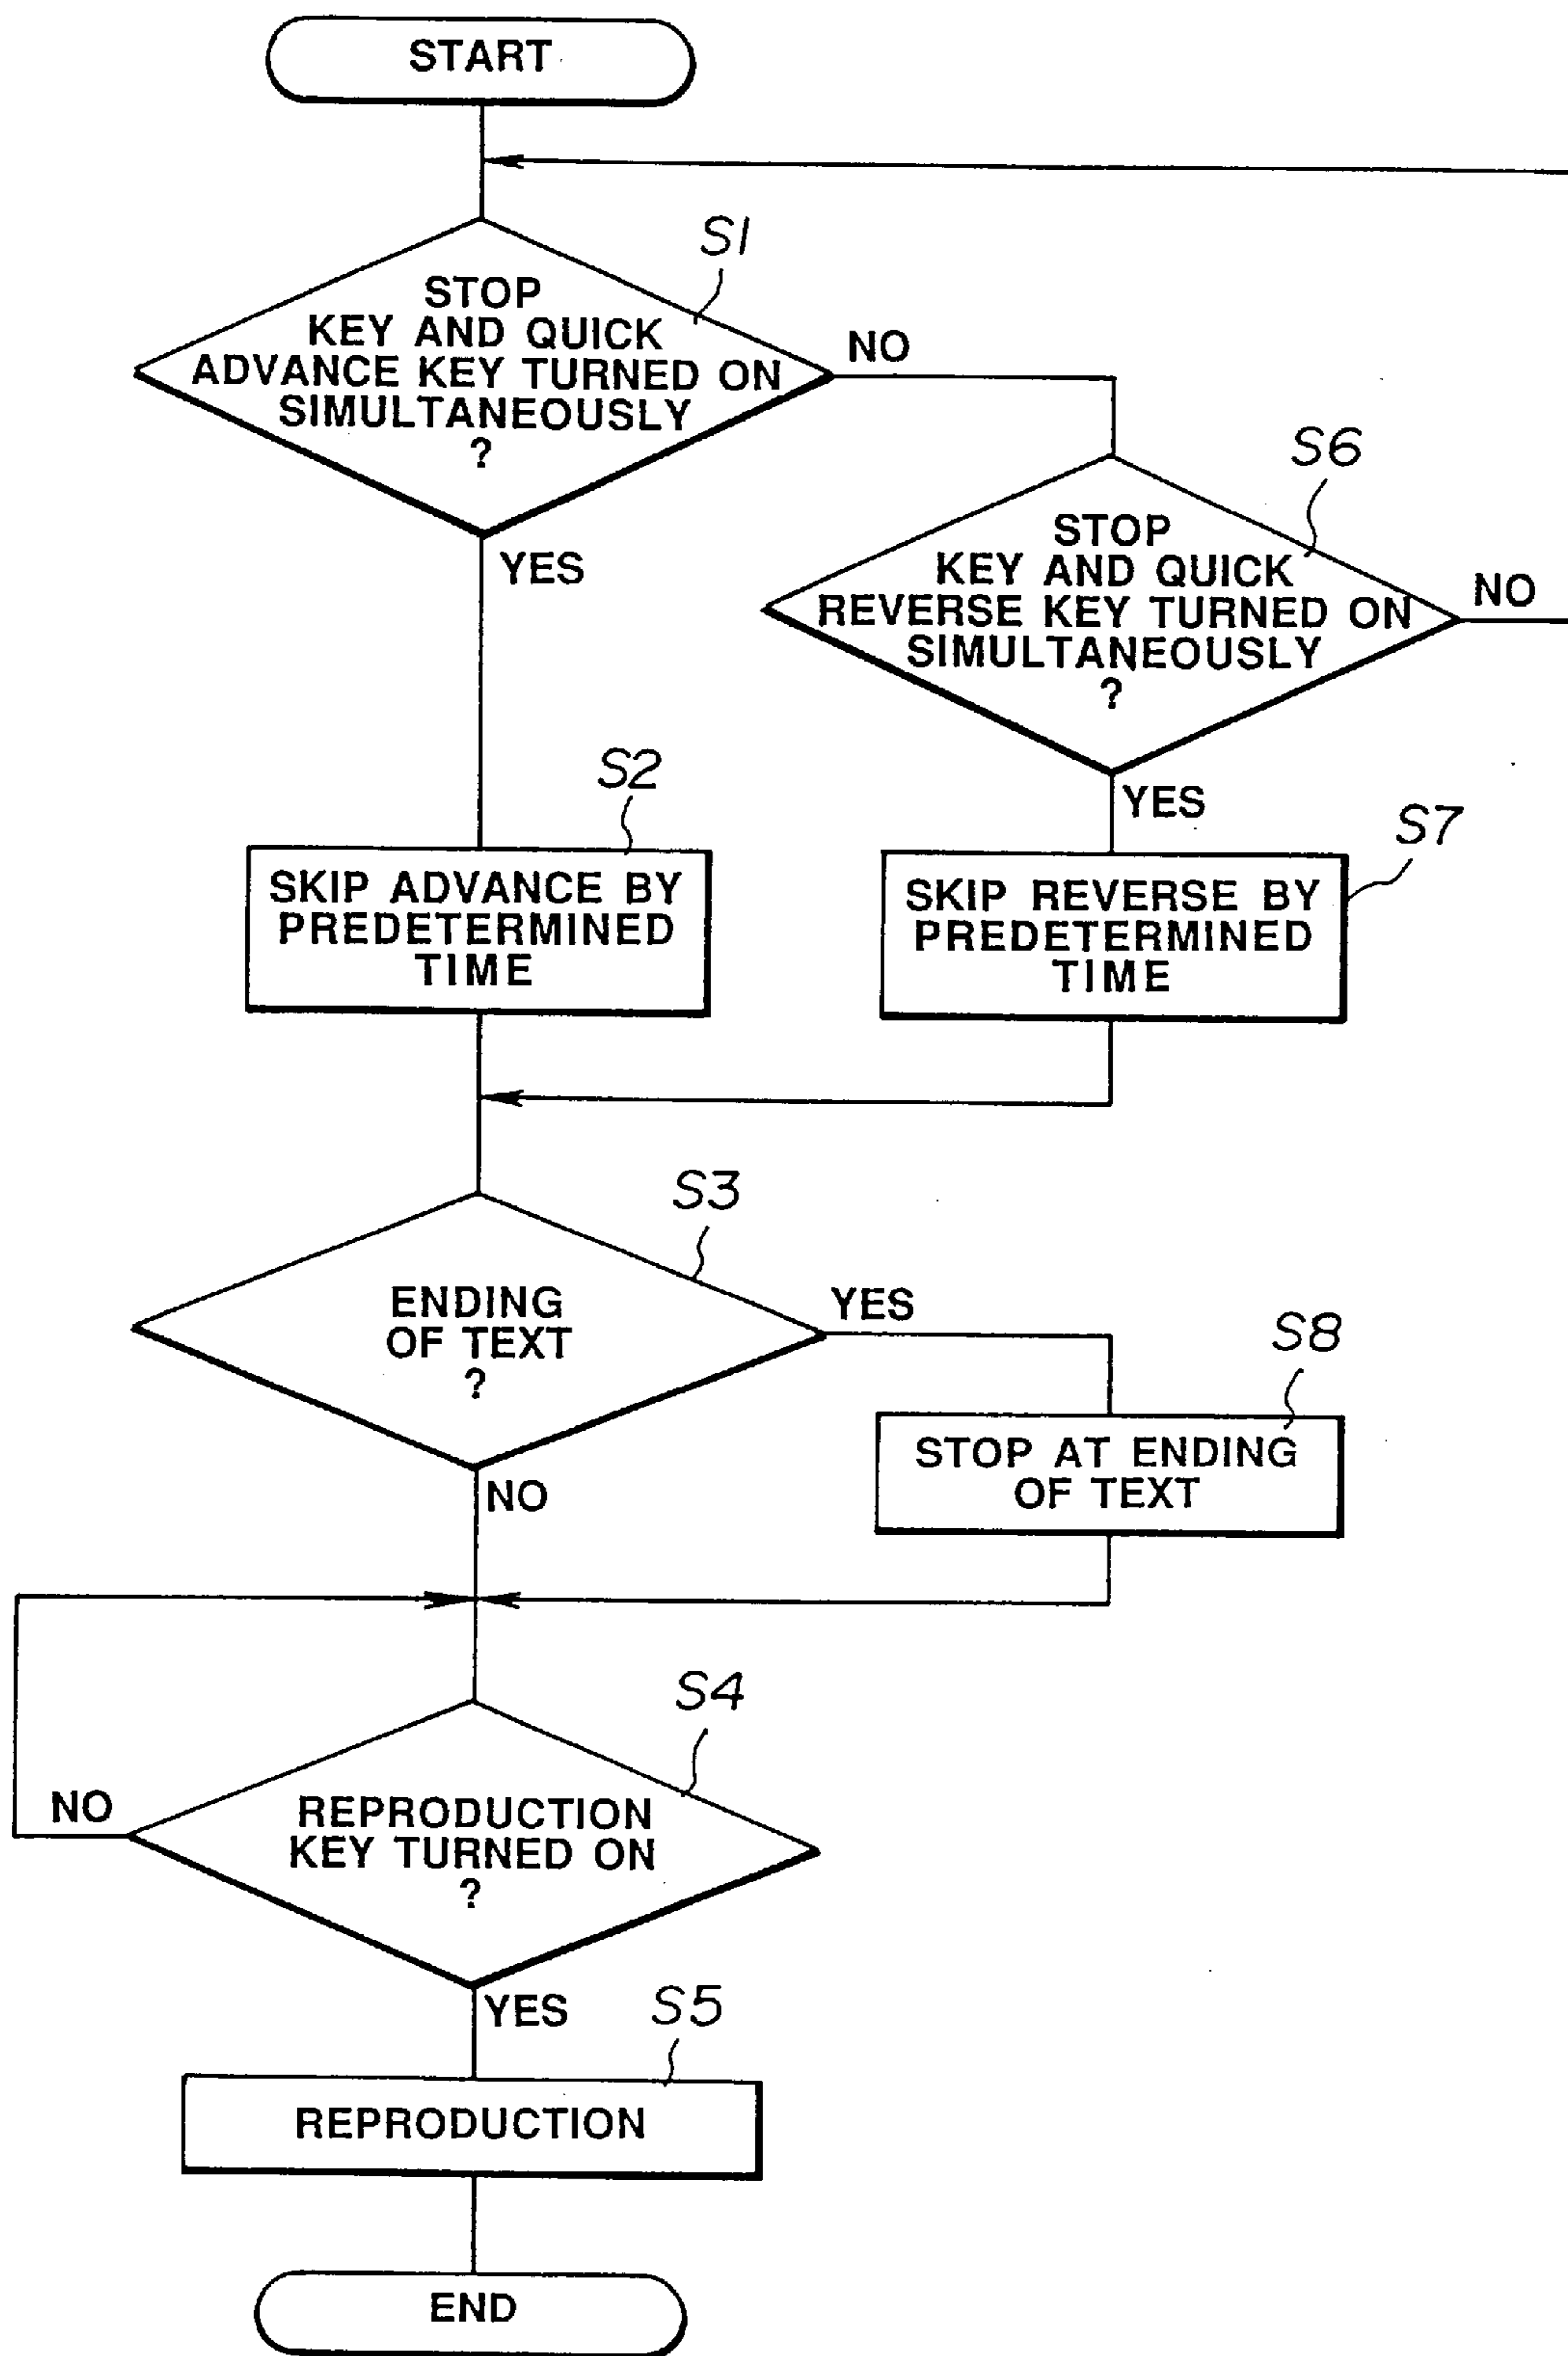 START
S1
STOP
KEY AND QUICK
ADVANCE KEY TURNED ON
SIMULTANEOUSLY
?
NO
YES
S6
STOP
KEY AND QUICK
REVERSE KEY TURNED ON
SIMULTANEOUSLY
?
NO
YES
S2
SKIP ADVANCE BY
PREDETERMINED
TIME
S7
SKIP REVERSE BY
PREDETERMINED
TIME
S3
ENDING
OF TEXT
?
YES
NO
S8
STOP AT ENDING
OF TEXT
S4
REPRODUCTION
KEY TURNED ON
?
NO
YES
S5
REPRODUCTION
END